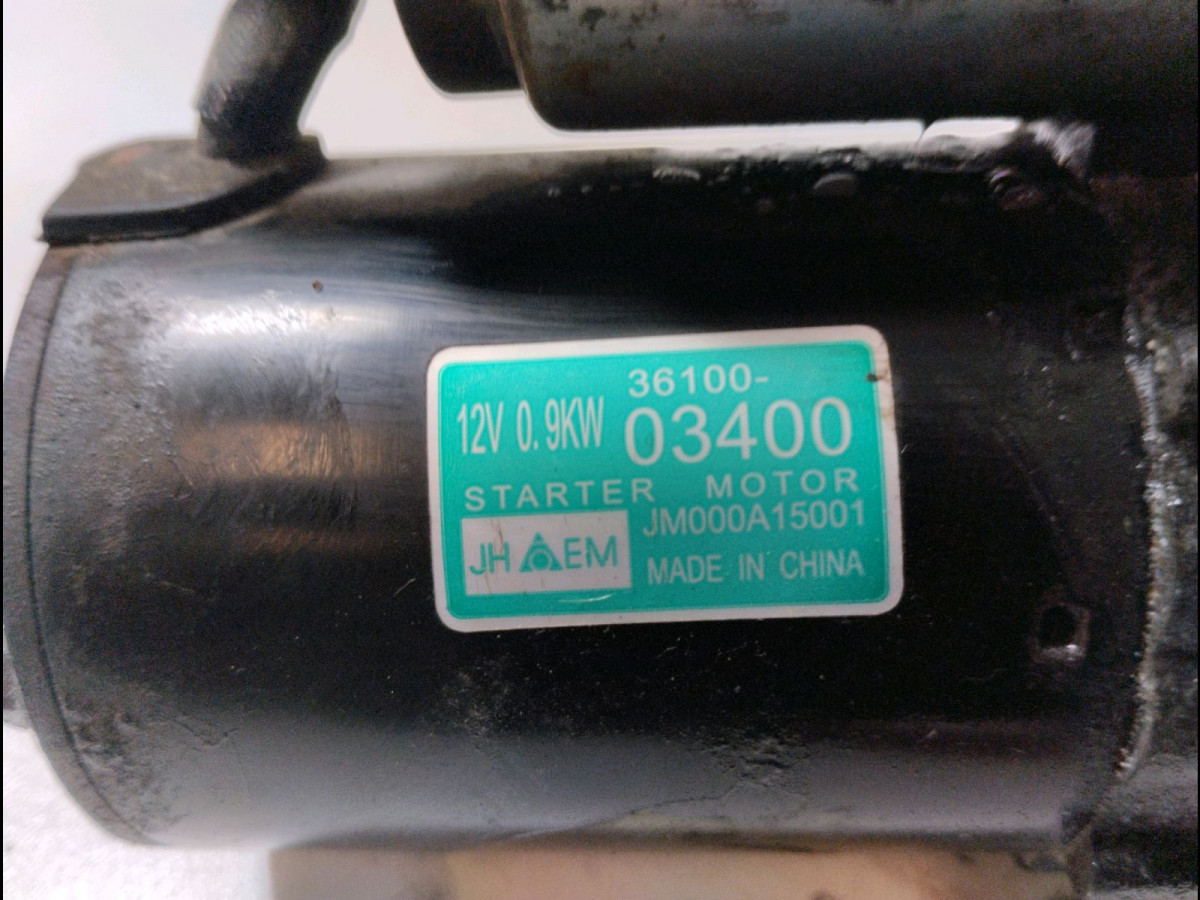 36100-
12V 0.9KW 03400
STARTER MOTOR
JM000A15001
JH EM
MADE IN CHINA